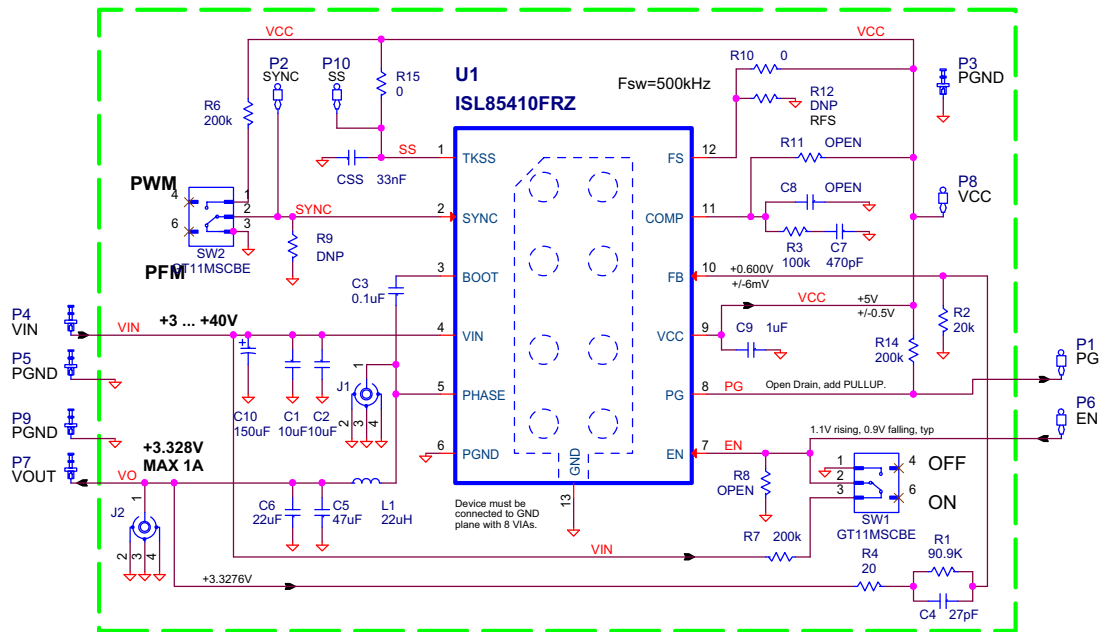 VCC
VCC
P2
SYNC
P10
SS
R15
0
U1
ISL85410FRZ
Fsw=500kHz
R10
0
R12
DNP
RFS
P3
PGND
R6
200k
SS
CSS
33nF
1
TKSS
FS
12
R11
OPEN
PWM
4
6
1
2
3
SYNC
SW2
GT11MSCBE
PFM
R9
DNP
2
SYNC
COMP
11
C8
OPEN
R3
100k
C7
470pF
P8
VCC
C3
0.1uF
3
BOOT
FB
10
+0.600V
+/-6mV
VCC
+5V
+/-0.5V
R2
20k
P4
VIN
VIN
+3 ... +40V
4
VIN
VCC
9
C9
1uF
R14
200k
P5
PGND
+
C10
150uF
C1
10uF
C2
10uF
J1
1
2
3
4
5
PHASE
PG
8
PG
Open Drain, add PULLUP.
P1
PG
P9
PGND
P7
VOUT
+3.328V
MAX 1A
VO
6
PGND
GND
13
EN
7
EN
1.1V rising, 0.9V falling, typ
P6
EN
R8
OPEN
1
2
3
4
6
OFF
ON
SW1
GT11MSCBE
J2
1
2
3
4
C6
22uF
C5
47uF
L1
22uH
Device must be
connected to GND
plane with 8 VIAs.
VIN
R7
200k
+3.3276V
R4
20
R1
90.9K
C4
27pF